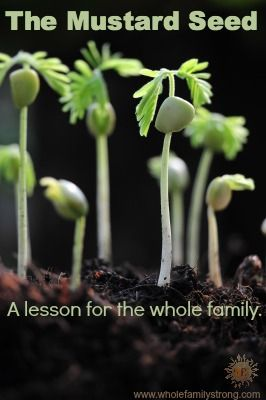 The Mustard Seed
A lesson for the whole family.
www.wholefamilystrong.com